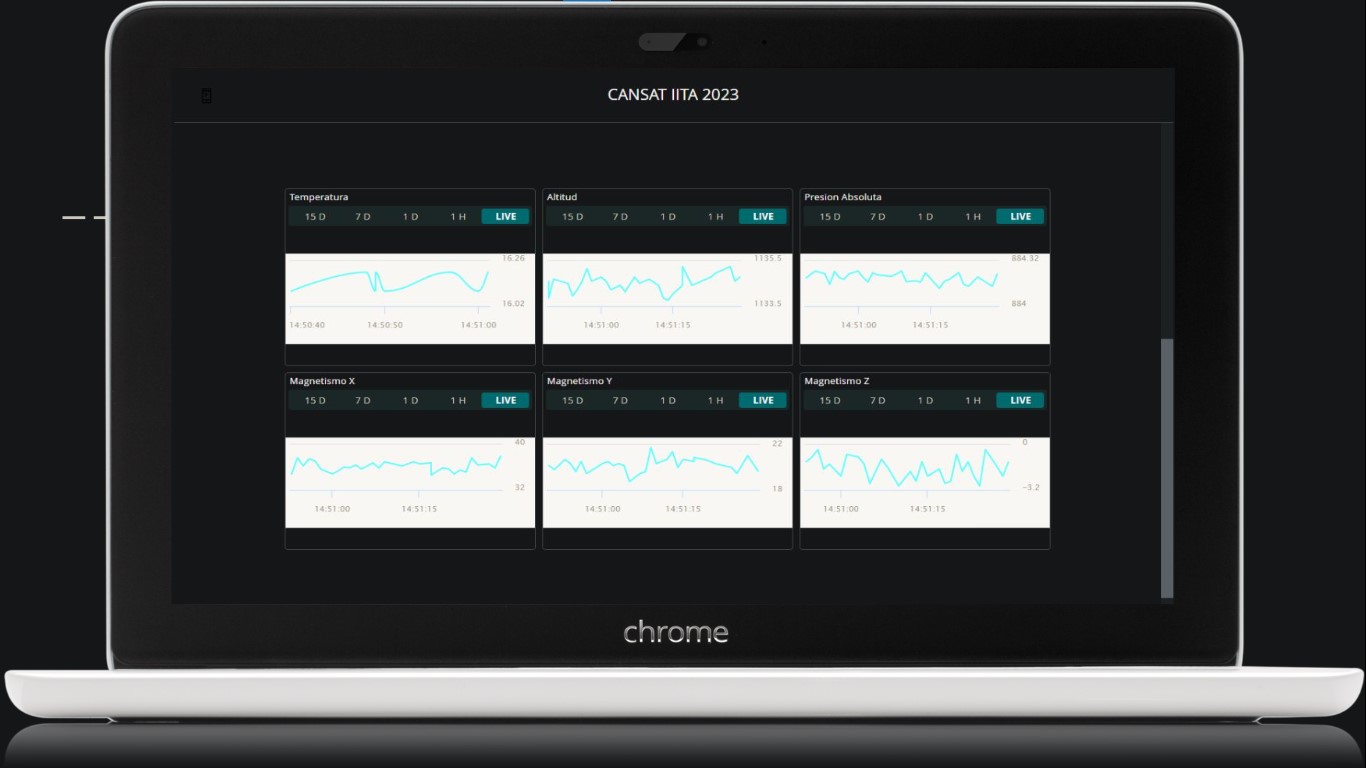 CANSAT IITA 2023
Temperatura
15 D 7 D 1 D 1 H LIVE
16.26
16.02
14:50:40 14:50:50 14:51:00
Altitud
15 D 7 D 1 D 1 H LIVE
1135.5
1133.5
14:51:00 14:51:15
Presion Absoluta
15 D 7 D 1 D 1 H LIVE
884.32
884
14:51:00 14:51:15
Magnetismo X
15 D 7 D 1 D 1 H LIVE
40
32
14:51:00 14:51:15
Magnetismo Y
15 D 7 D 1 D 1 H LIVE
22
18
14:51:00 14:51:15
Magnetismo Z
15 D 7 D 1 D 1 H LIVE
0
−3.2
14:51:00 14:51:15
chrome